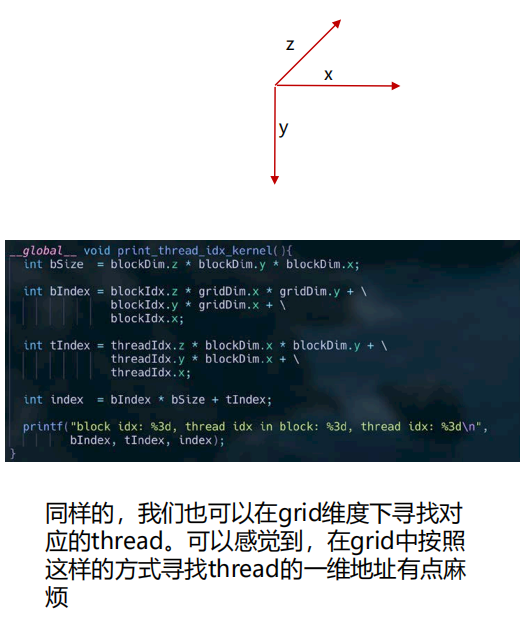 z
x
y
__global__ void print_thread_idx_kernel(){
int bSize  = blockDim.z * blockDim.y * blockDim.x;
int bIndex = blockIdx.z * gridDim.x * gridDim.y + \
blockIdx.y * gridDim.x + \
blockIdx.x;
int tIndex = threadIdx.z * blockDim.x * blockDim.y + \
threadIdx.y * blockDim.x + \
threadIdx.x;
int index  = bIndex * bSize + tIndex;
printf("block idx: %3d, thread idx in block: %3d, thread idx: %3d\n",
bIndex, tIndex, index);
}
同样的，我们也可以在grid维度下寻找对
应的thread。可以感觉到，在grid中按照
这样的方式寻找thread的一维地址有点麻
烦